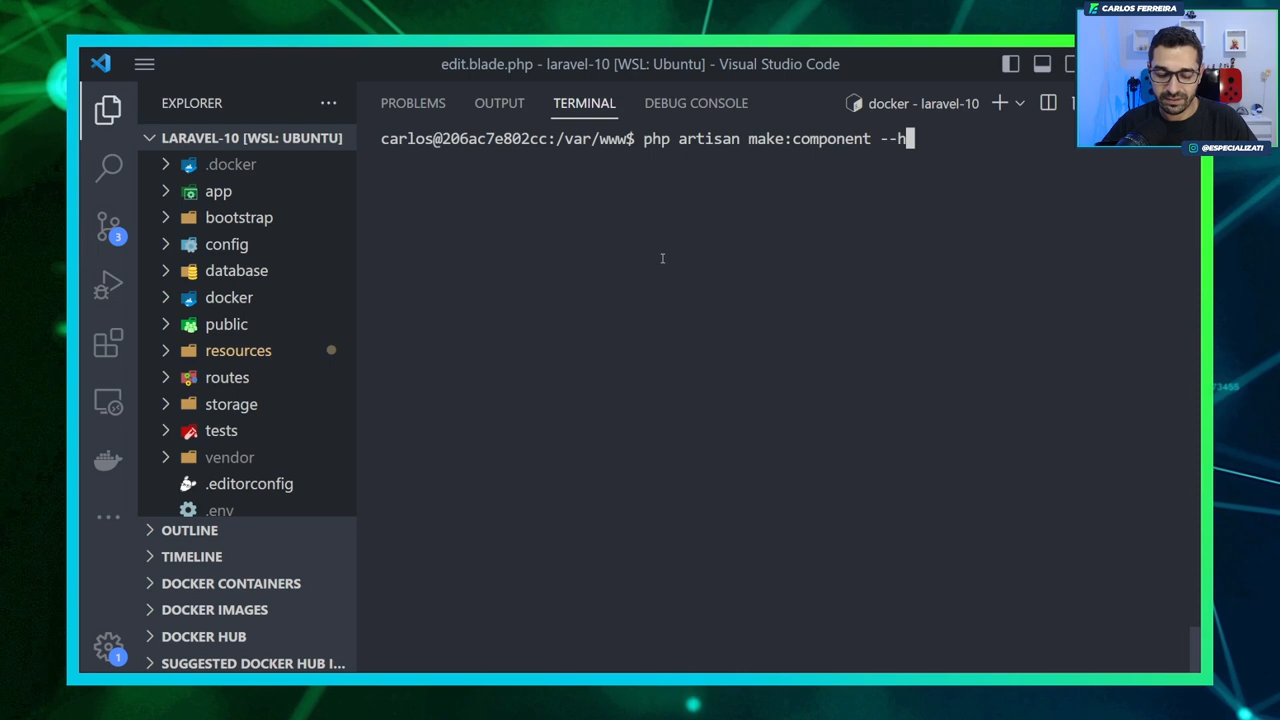 CARLOS FERREIRA
@ESPECIALIZATI
edit.blade.php - laravel-10 [WSL: Ubuntu] - Visual Studio Code
EXPLORER
PROBLEMS
OUTPUT
TERMINAL
DEBUG CONSOLE
docker - laravel-10
LARAVEL-10 [WSL: UBUNTU]
carlos@206ac7e802cc:/var/www$ php artisan make:component --h
.docker
app
bootstrap
config
database
docker
public
resources
routes
storage
tests
vendor
.editorconfig
.env
OUTLINE
TIMELINE
DOCKER CONTAINERS
DOCKER IMAGES
DOCKER HUB
SUGGESTED DOCKER HUB I...
3
1
73455